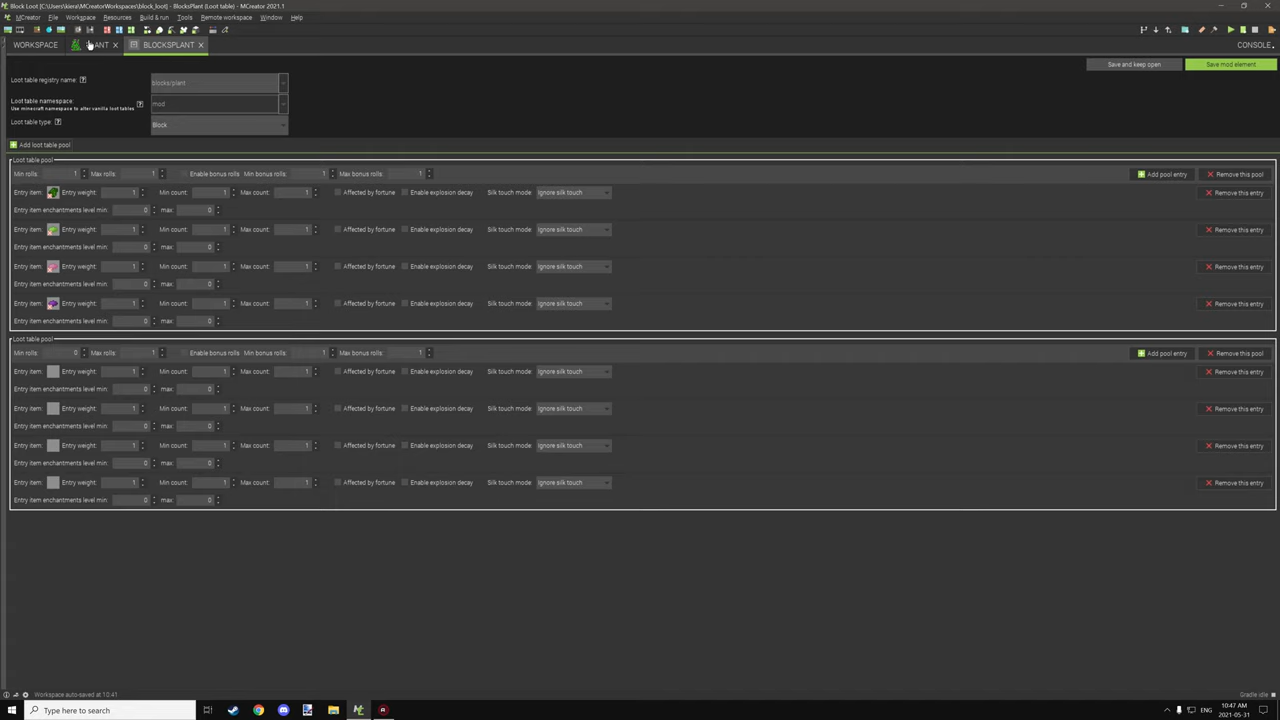 Block Loot [C:\Users\kiera\MCreatorWorkspaces\block_loot] - BlocksPlant (Loot table) - MCreator 2021.1
MCreator File Workspace Resources Build & run Tools Remote workspace Window Help
WORKSPACE ANT BLOCKSPLANT CONSOLE
Save and keep open Save mod element
Loot table registry name: ? blocks/plant
Loot table namespace: ? mod
Use minecraft namespace to alter vanilla loot tables
Loot table type: ? Block
Add loot table pool
Loot table pool
Min rolls: 1 Max rolls: 1 Enable bonus rolls Min bonus rolls: 1 Max bonus rolls: 1 Add pool entry Remove this pool
Entry item: Entry weight: 1 Min count: 1 Max count: 1 Affected by fortune Enable explosion decay Silk touch mode: Ignore silk touch Remove this entry
Entry item enchantments level min: 0 max: 0
Entry item: Entry weight: 1 Min count: 1 Max count: 1 Affected by fortune Enable explosion decay Silk touch mode: Ignore silk touch Remove this entry
Entry item enchantments level min: 0 max: 0
Entry item: Entry weight: 1 Min count: 1 Max count: 1 Affected by fortune Enable explosion decay Silk touch mode: Ignore silk touch Remove this entry
Entry item enchantments level min: 0 max: 0
Entry item: Entry weight: 1 Min count: 1 Max count: 1 Affected by fortune Enable explosion decay Silk touch mode: Ignore silk touch Remove this entry
Entry item enchantments level min: 0 max: 0
Loot table pool
Min rolls: 0 Max rolls: 1 Enable bonus rolls Min bonus rolls: 1 Max bonus rolls: 1 Add pool entry Remove this pool
Entry item: Entry weight: 1 Min count: 1 Max count: 1 Affected by fortune Enable explosion decay Silk touch mode: Ignore silk touch Remove this entry
Entry item enchantments level min: 0 max: 0
Entry item: Entry weight: 1 Min count: 1 Max count: 1 Affected by fortune Enable explosion decay Silk touch mode: Ignore silk touch Remove this entry
Entry item enchantments level min: 0 max: 0
Entry item: Entry weight: 1 Min count: 1 Max count: 1 Affected by fortune Enable explosion decay Silk touch mode: Ignore silk touch Remove this entry
Entry item enchantments level min: 0 max: 0
Entry item: Entry weight: 1 Min count: 1 Max count: 1 Affected by fortune Enable explosion decay Silk touch mode: Ignore silk touch Remove this entry
Entry item enchantments level min: 0 max: 0
Workspace auto-saved at 10:41 Gradle idle
Type here to search ENG 10:47 AM
2021-05-31